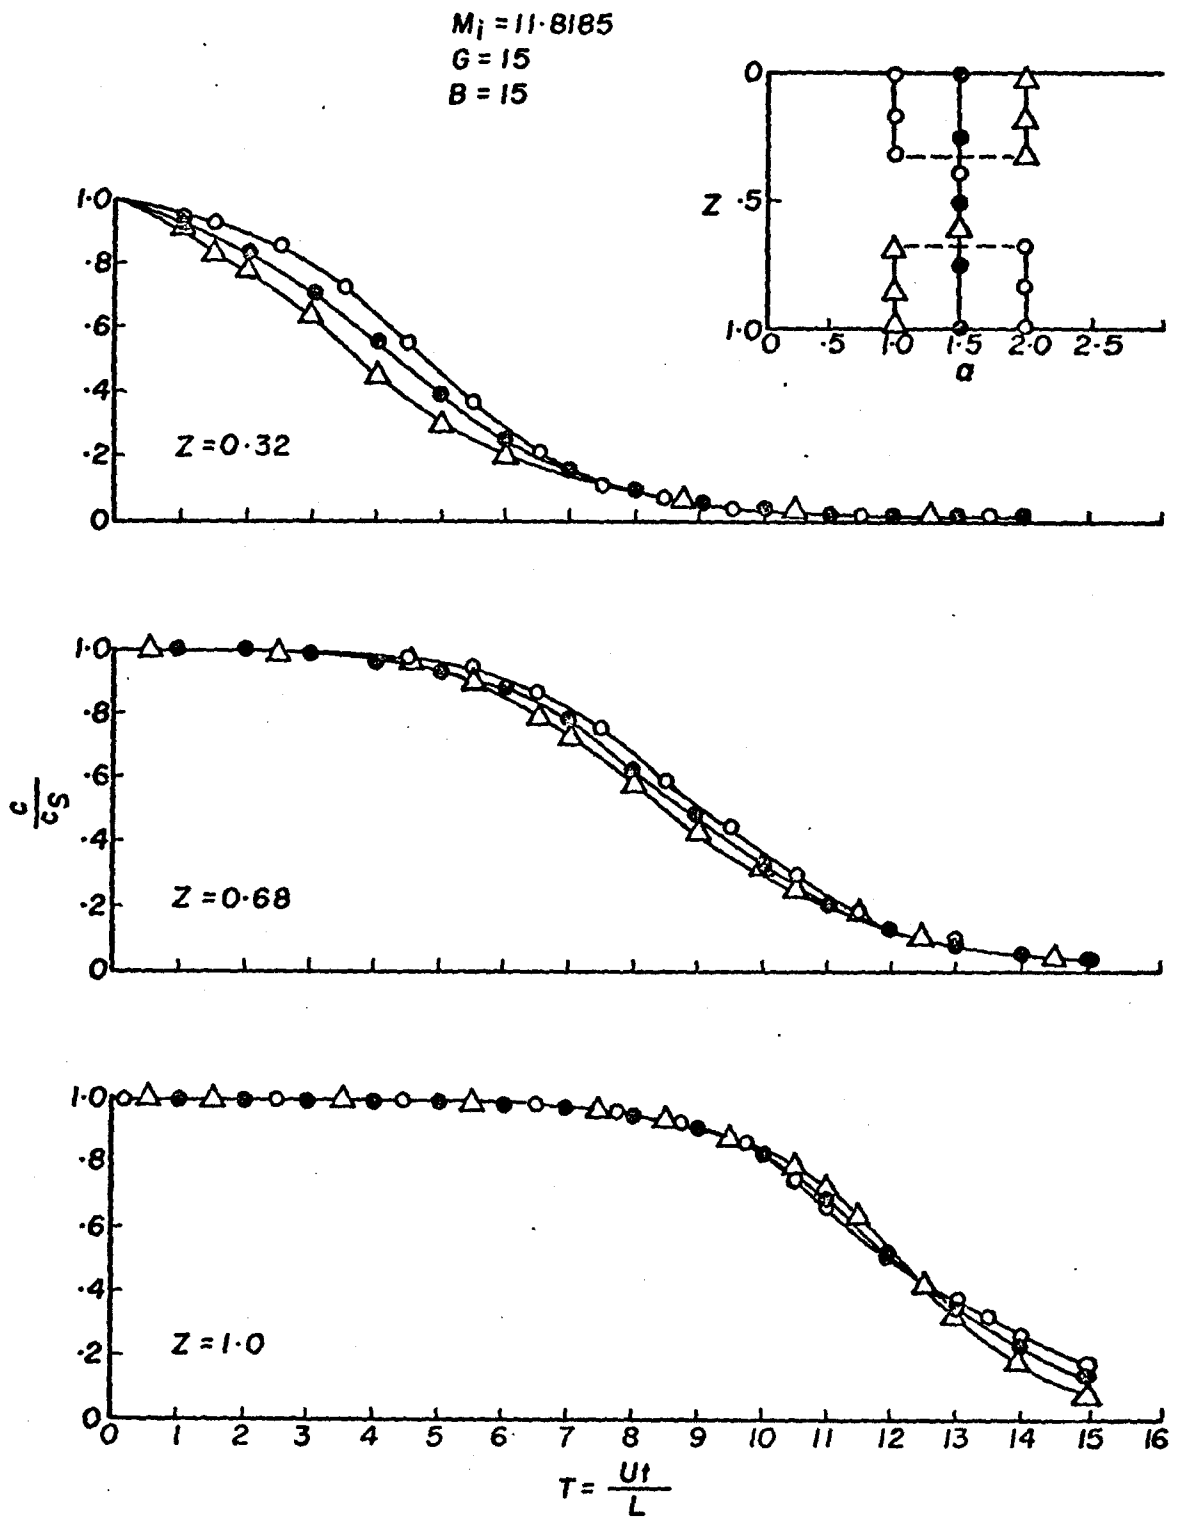 Mi = 11·8185
G = 15
B = 15
0
Z ·5
1·0
0 ·5 1·0 1·5 2·0 2·5
a
1·0
·8
·6
·4
·2
0
Z = 0·32
1·0
·8
·6
·4
·2
0
Z = 0·68
c/cS
1·0
·8
·6
·4
·2
0
Z = 1·0
0 1 2 3 4 5 6 7 8 9 10 11 12 13 14 15 16
T = Ut/L